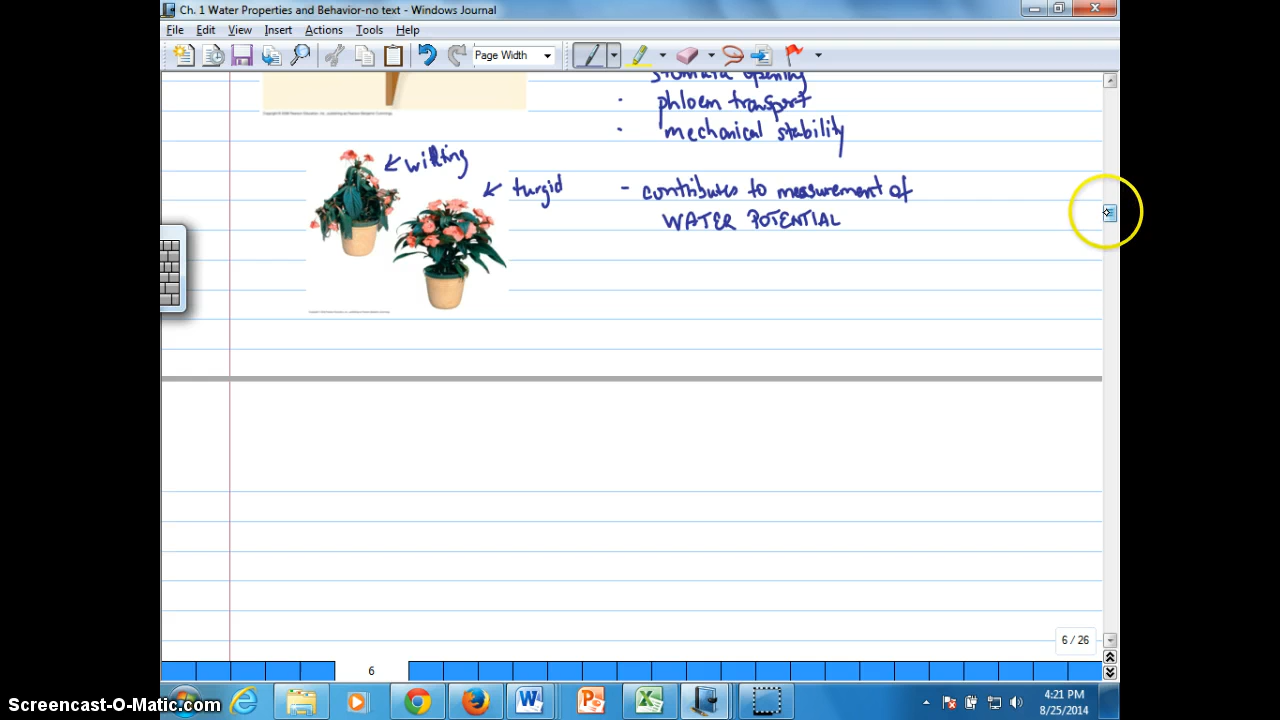 Ch. 1 Water Properties and Behavior-no text - Windows Journal
File Edit View Insert Actions Tools Help
Page Width
stomata opening
· phloem transport
· mechanical stability
wilting
turgid
- contributes to measurement of
WATER POTENTIAL
6 / 26
6
4:21 PM
8/25/2014
Screencast-O-Matic.com